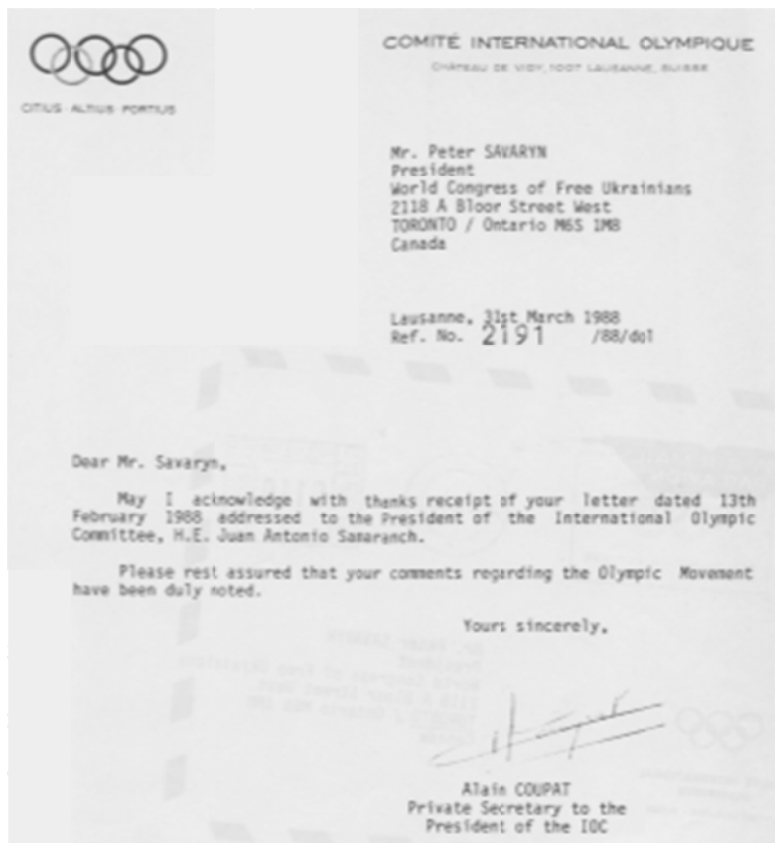 COMITÉ INTERNATIONAL OLYMPIQUE
CHÂTEAU DE VIDY, 1007 LAUSANNE, SUISSE
CITIUS · ALTIUS · FORTIUS
Mr. Peter SAVARYN
President
World Congress of Free Ukrainians
2118 A Bloor Street West
TORONTO / Ontario M6S 1M8
Canada
Lausanne, 31st March 1988
Ref. No. 2191 /88/dol
Dear Mr. Savaryn,
May I acknowledge with thanks receipt of your letter dated 13th
February 1988 addressed to the President of the International Olympic
Committee, H.E. Juan Antonio Samaranch.
Please rest assured that your comments regarding the Olympic Movement
have been duly noted.
Yours sincerely,
Alain COUPAT
Private Secretary to the
President of the IOC